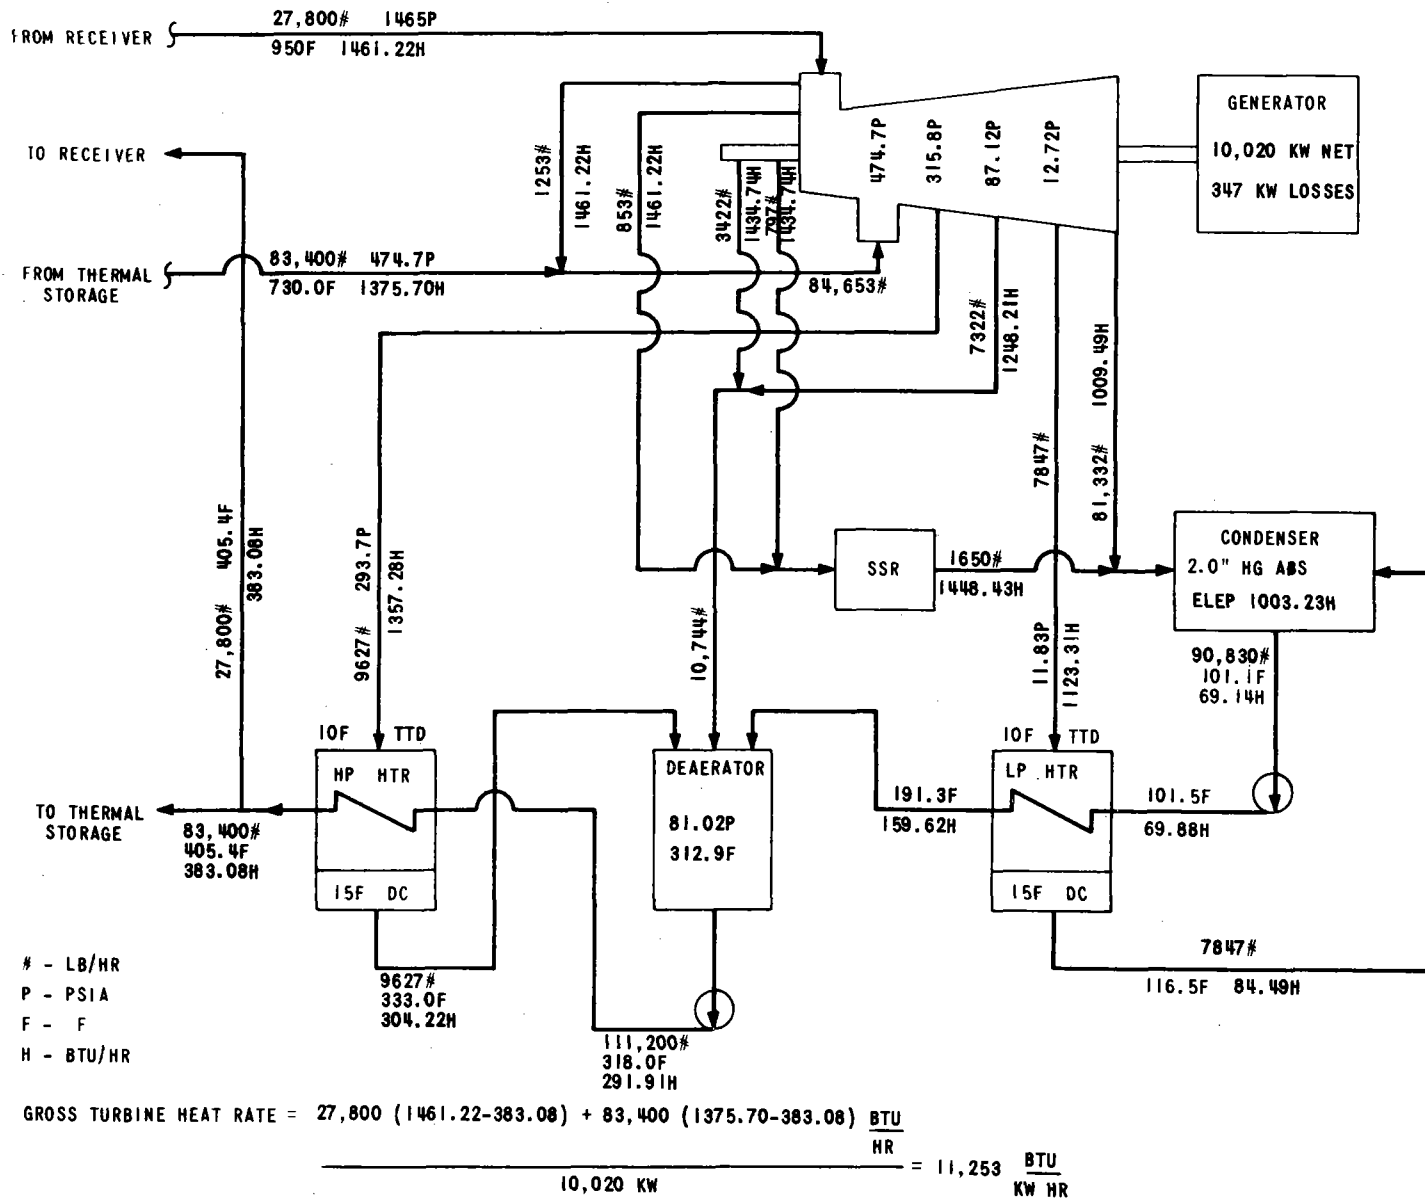 27,800# 1465P
FROM RECEIVER
950F 1461.22H
GENERATOR
10,020 KW NET
347 KW LOSSES
474.7P
315.8P
87.12P
12.72P
TO RECEIVER
1253#
1461.22H
853#
1461.22H
3422#
1434.74H
797#
1434.74H
FROM THERMAL
STORAGE
83,400# 474.7P
730.0F 1375.70H
84,653#
7322#
1248.21H
1009.49H
81,332#
7847#
27,800# 405.4F
383.08H
9627# 293.7P
1357.28H
10,744#
SSR
1650#
1448.43H
CONDENSER
2.0" HG ABS
ELEP 1003.23H
11.83P
1123.31H
90,830#
101.1F
69.14H
10F TTD
HP HTR
15F DC
DEAERATOR
81.02P
312.9F
10F TTD
LP HTR
15F DC
191.3F
159.62H
101.5F
69.88H
TO THERMAL
STORAGE
83,400#
405.4F
383.08H
9627#
333.0F
304.22H
111,200#
318.0F
291.91H
7847#
116.5F 84.49H
# - LB/HR
P - PSIA
F - F
H - BTU/HR
GROSS TURBINE HEAT RATE = 27,800 (1461.22-383.08) + 83,400 (1375.70-383.08) BTU
HR
= 11,253 BTU
KW HR
10,020 KW